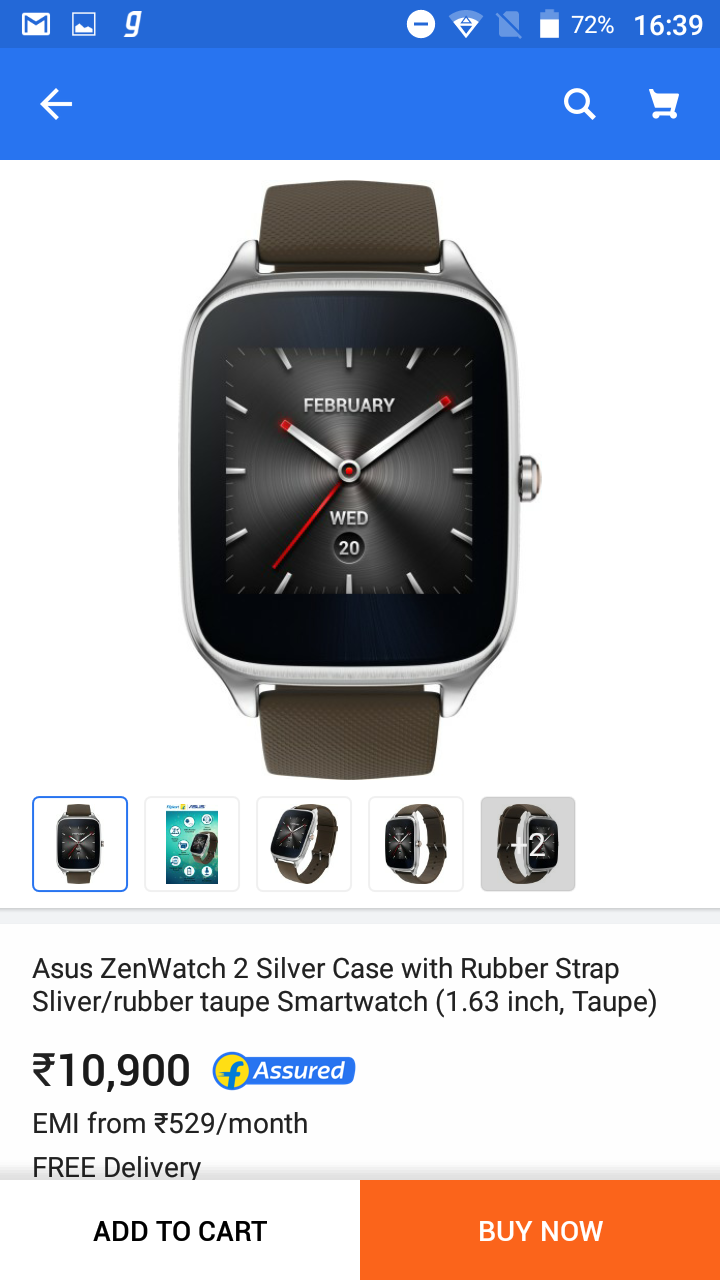 72% 16:39
FEBRUARY
WED
20
+2
Asus ZenWatch 2 Silver Case with Rubber Strap
Sliver/rubber taupe Smartwatch (1.63 inch, Taupe)
₹10,900 f Assured
EMI from ₹529/month
FREE Delivery
ADD TO CART BUY NOW